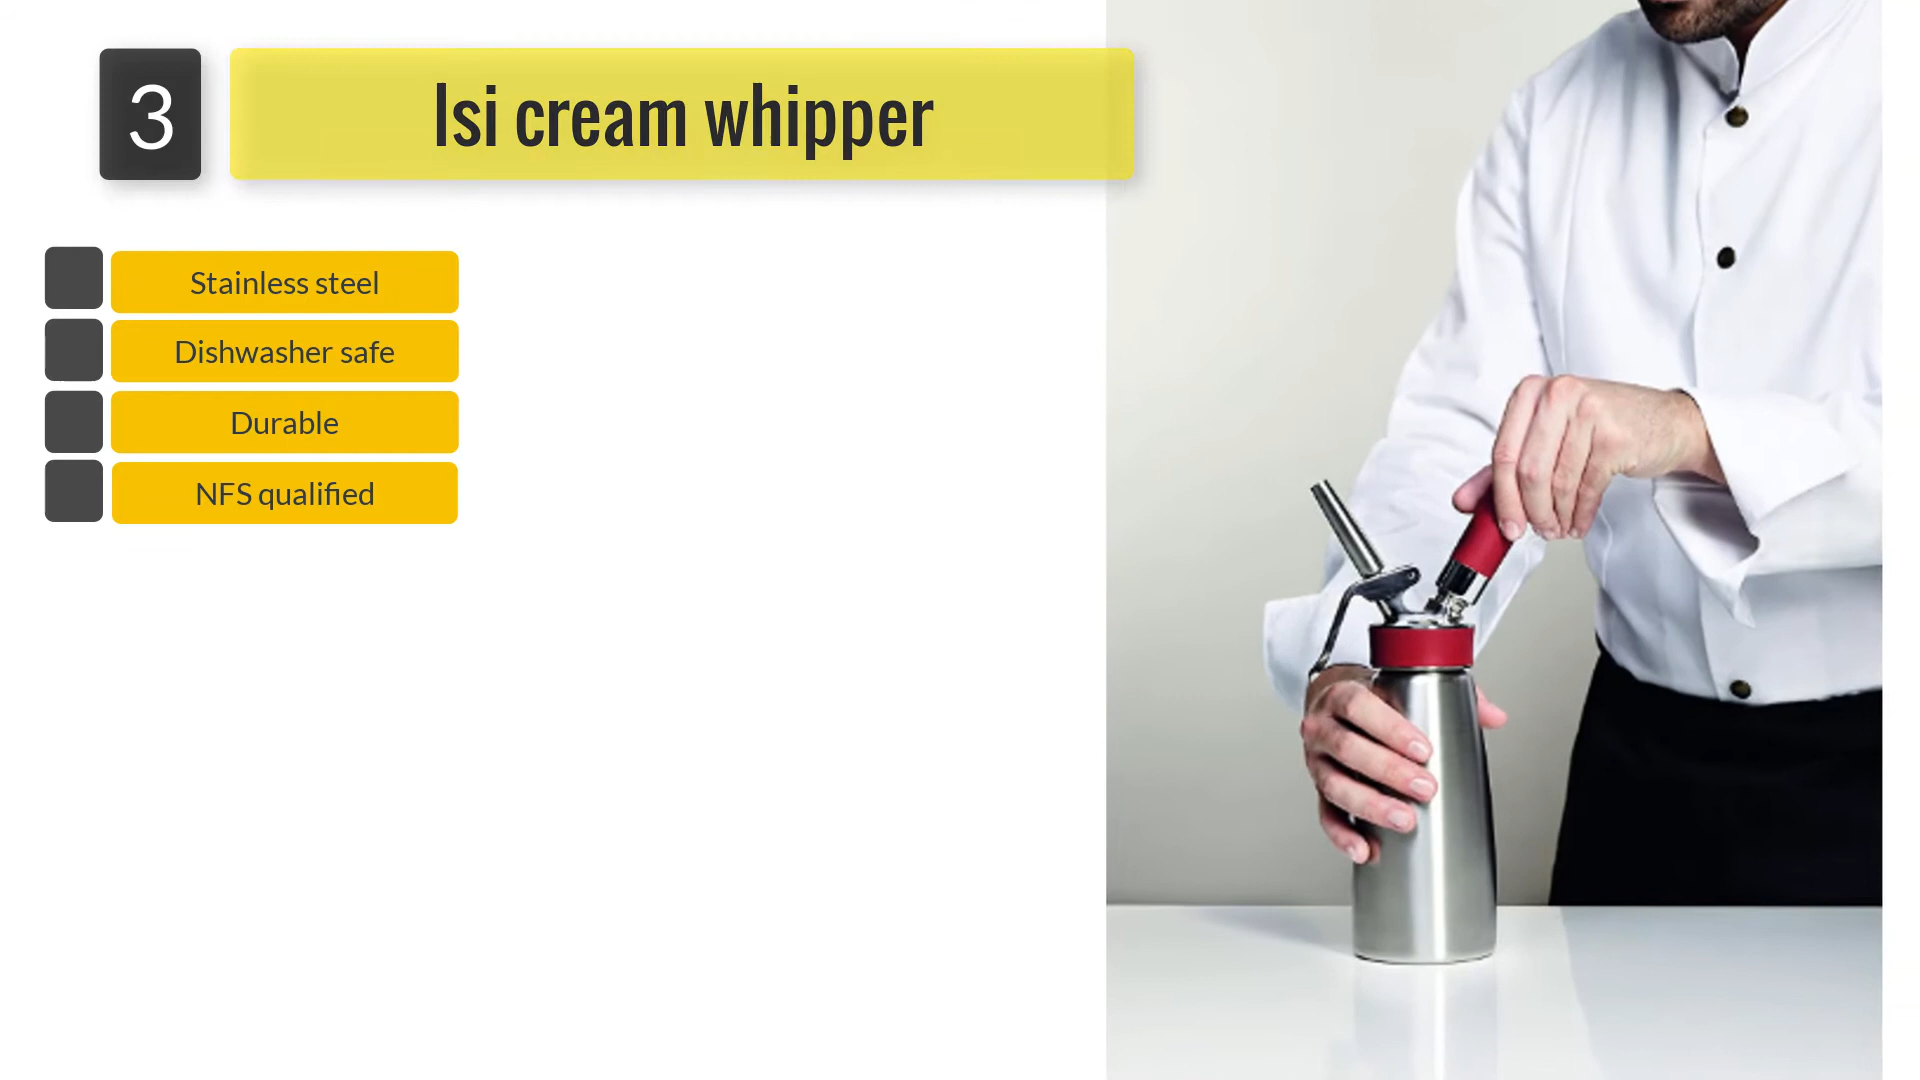 3
Isi cream whipper
Stainless steel
Dishwasher safe
Durable
NFS qualified